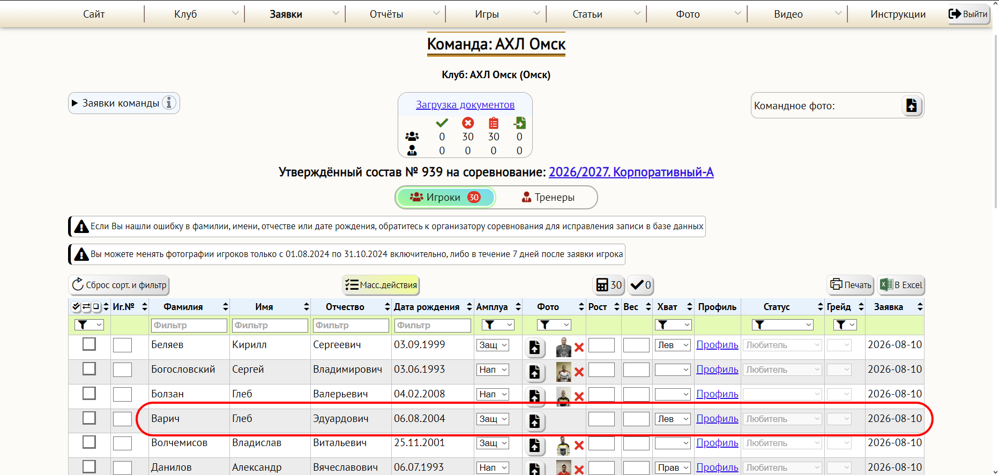 Сайт Клуб Заявки Отчёты Игры Статьи Фото Видео Инструкции Выйти
Команда: АХЛ Омск
Клуб: АХЛ Омск (Омск)
Заявки команды
Загрузка документов
0 30 30 0
0 0 0 0
Командное фото:
Утверждённый состав № 939 на соревнование: 2026/2027. Корпоративный-А
Игроки 30 Тренеры
Если Вы нашли ошибку в фамилии, имени, отчестве или дате рождения, обратитесь к организатору соревнования для исправления записи в базе данных
Вы можете менять фотографии игроков только с 01.08.2024 по 31.10.2024 включительно, либо в течение 7 дней после заявки игрока
Сброс сорт. и фильтр Масс.действия 30 0 Печать В Excel
Иг.№ Фамилия Имя Отчество Дата рождения Амплуа Фото Рост Вес Хват Профиль Статус Грейд Заявка
Фильтр Фильтр Фильтр Фильтр
Беляев Кирилл Сергеевич 03.09.1999 Защ Лев Профиль Любитель 2026-08-10
Богословский Сергей Владимирович 03.06.1993 Нап Профиль Любитель 2026-08-10
Болзан Глеб Валерьевич 04.02.2008 Нап Профиль 2026-08-10
Варич Глеб Эдуардович 06.08.2004 Защ Лев Профиль Любитель 2026-08-10
Волчемисов Владислав Витальевич 25.11.2001 Защ Профиль Любитель 2026-08-10
Данилов Александр Вячеславович 06.07.1993 Нап Прав Профиль Любитель 2026-08-10